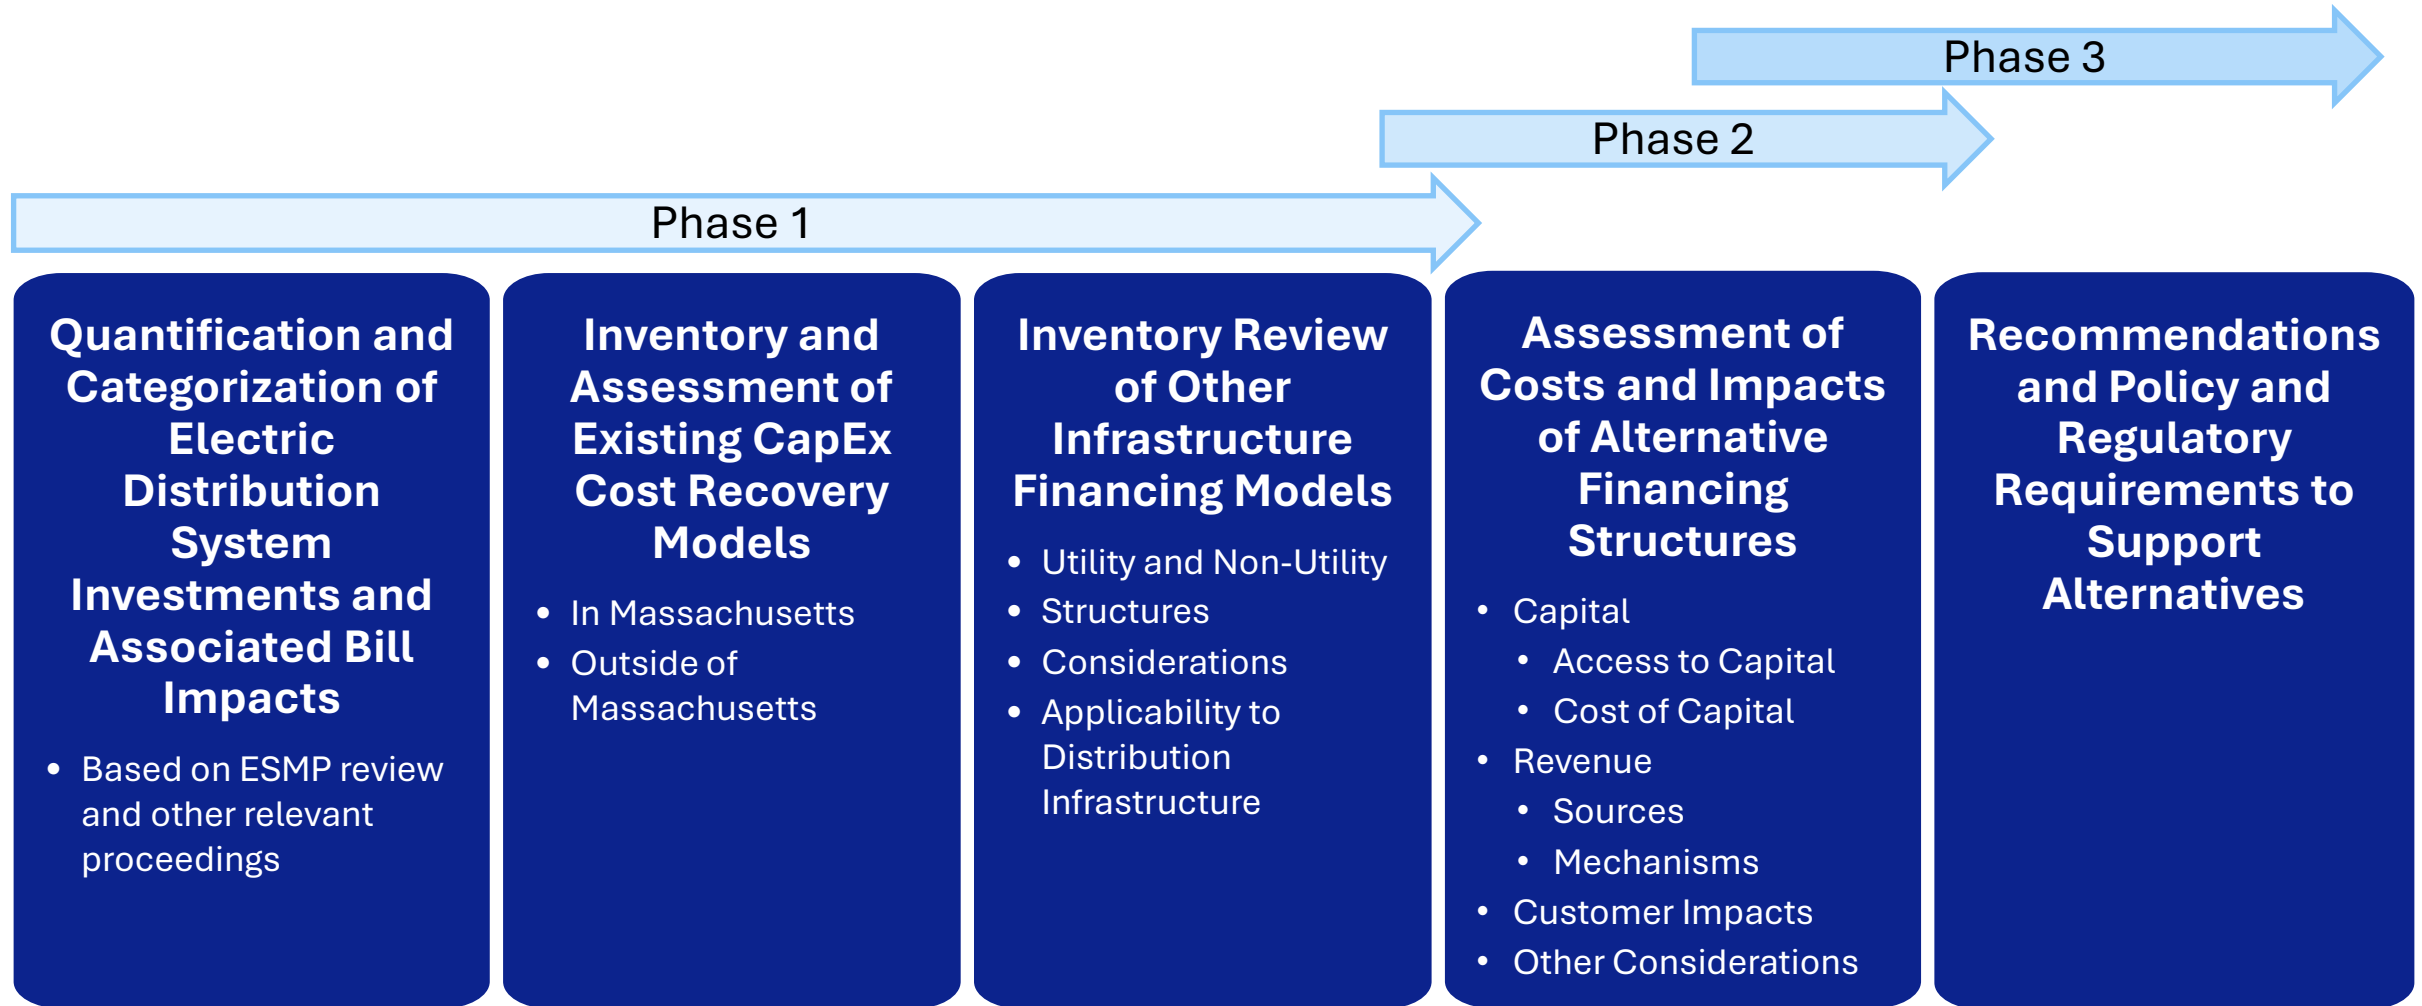 Phase 3
Phase 2
Phase 1
Quantification and
Categorization of
Electric
Distribution
System
Investments and
Associated Bill
Impacts
• Based on ESMP review
and other relevant
proceedings
Inventory and
Assessment of
Existing CapEx
Cost Recovery
Models
• In Massachusetts
• Outside of
Massachusetts
Inventory Review
of Other
Infrastructure
Financing Models
• Utility and Non-Utility
• Structures
• Considerations
• Applicability to
Distribution
Infrastructure
Assessment of
Costs and Impacts
of Alternative
Financing
Structures
• Capital
• Access to Capital
• Cost of Capital
• Revenue
• Sources
• Mechanisms
• Customer Impacts
• Other Considerations
Recommendations
and Policy and
Regulatory
Requirements to
Support
Alternatives